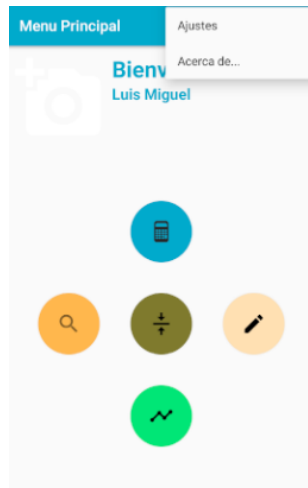 Menu Principal
Ajustes
Acerca de...
Bienv
Luis Miguel